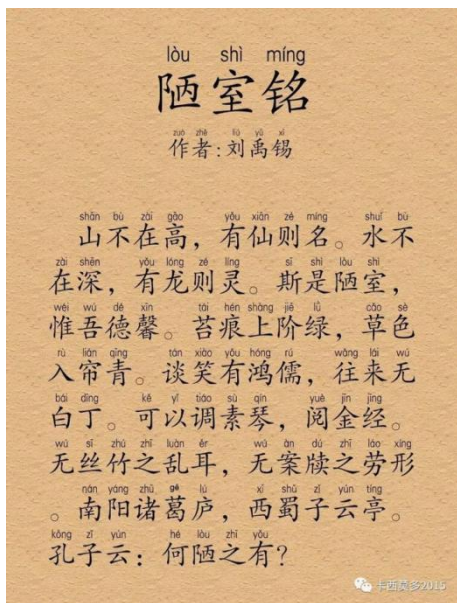 lòu shì míng
陋室铭
zuò zhě liú yǔ xī
作者:刘禹锡
shān bù zài gāo yǒu xiān zé míng shuǐ bù
山不在高，有仙则名。水不
zài shēn yǒu lóng zé líng sī shì lòu shì
在深，有龙则灵。斯是陋室，
wéi wú dé xīn tái hén shàng jiē lǜ cǎo sè
惟吾德馨。苔痕上阶绿，草色
rù lián qīng tán xiào yǒu hóng rú wǎng lái wú
入帘青。谈笑有鸿儒，往来无
bái dīng kě yǐ tiáo sù qín yuè jīn jīng
白丁。可以调素琴，阅金经。
wú sī zhú zhī luàn ěr wú àn dú zhī láo xíng
无丝竹之乱耳，无案牍之劳形
nán yáng zhū gě lú xī shǔ zǐ yún tíng
。南阳诸葛庐，西蜀子云亭。
kǒng zǐ yún hé lòu zhī yǒu
孔子云：何陋之有？
卡西莫多2015